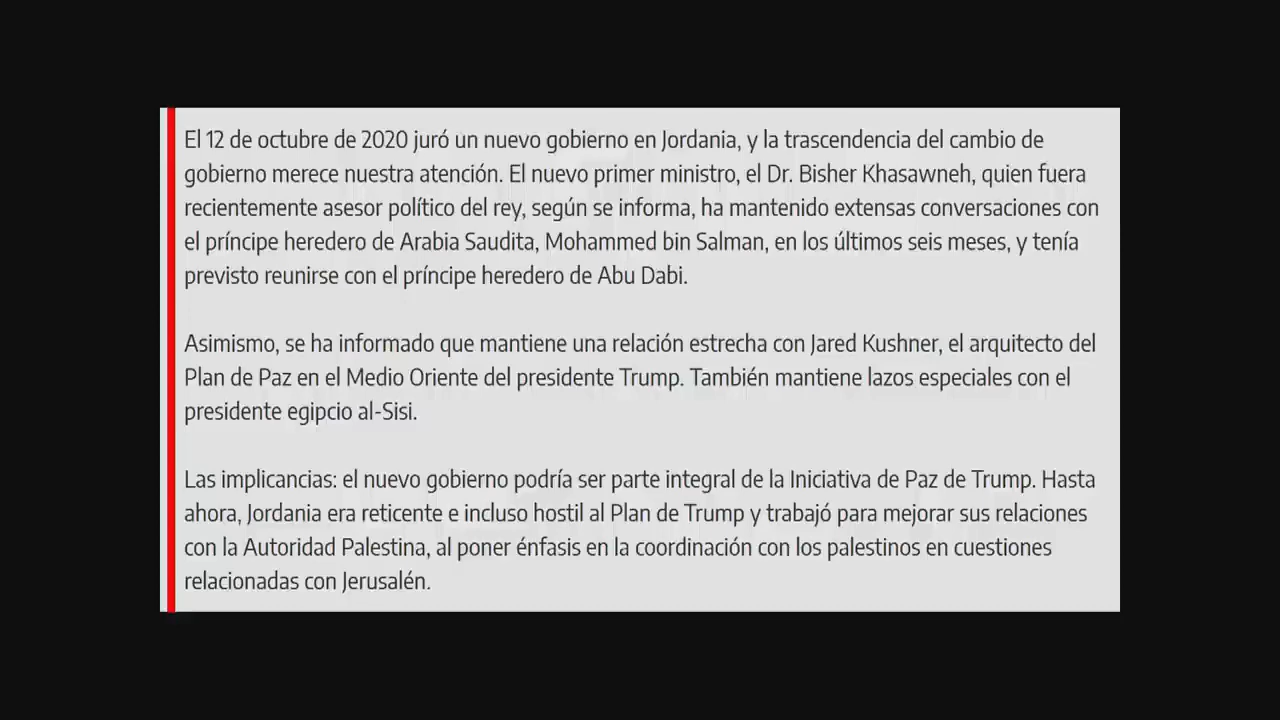 El 12 de octubre de 2020 juró un nuevo gobierno en Jordania, y la trascendencia del cambio de
gobierno merece nuestra atención. El nuevo primer ministro, el Dr. Bisher Khasawneh, quien fuera
recientemente asesor político del rey, según se informa, ha mantenido extensas conversaciones con
el príncipe heredero de Arabia Saudita, Mohammed bin Salman, en los últimos seis meses, y tenía
previsto reunirse con el príncipe heredero de Abu Dabi.
Asimismo, se ha informado que mantiene una relación estrecha con Jared Kushner, el arquitecto del
Plan de Paz en el Medio Oriente del presidente Trump. También mantiene lazos especiales con el
presidente egipcio al-Sisi.
Las implicancias: el nuevo gobierno podría ser parte integral de la Iniciativa de Paz de Trump. Hasta
ahora, Jordania era reticente e incluso hostil al Plan de Trump y trabajó para mejorar sus relaciones
con la Autoridad Palestina, al poner énfasis en la coordinación con los palestinos en cuestiones
relacionadas con Jerusalén.